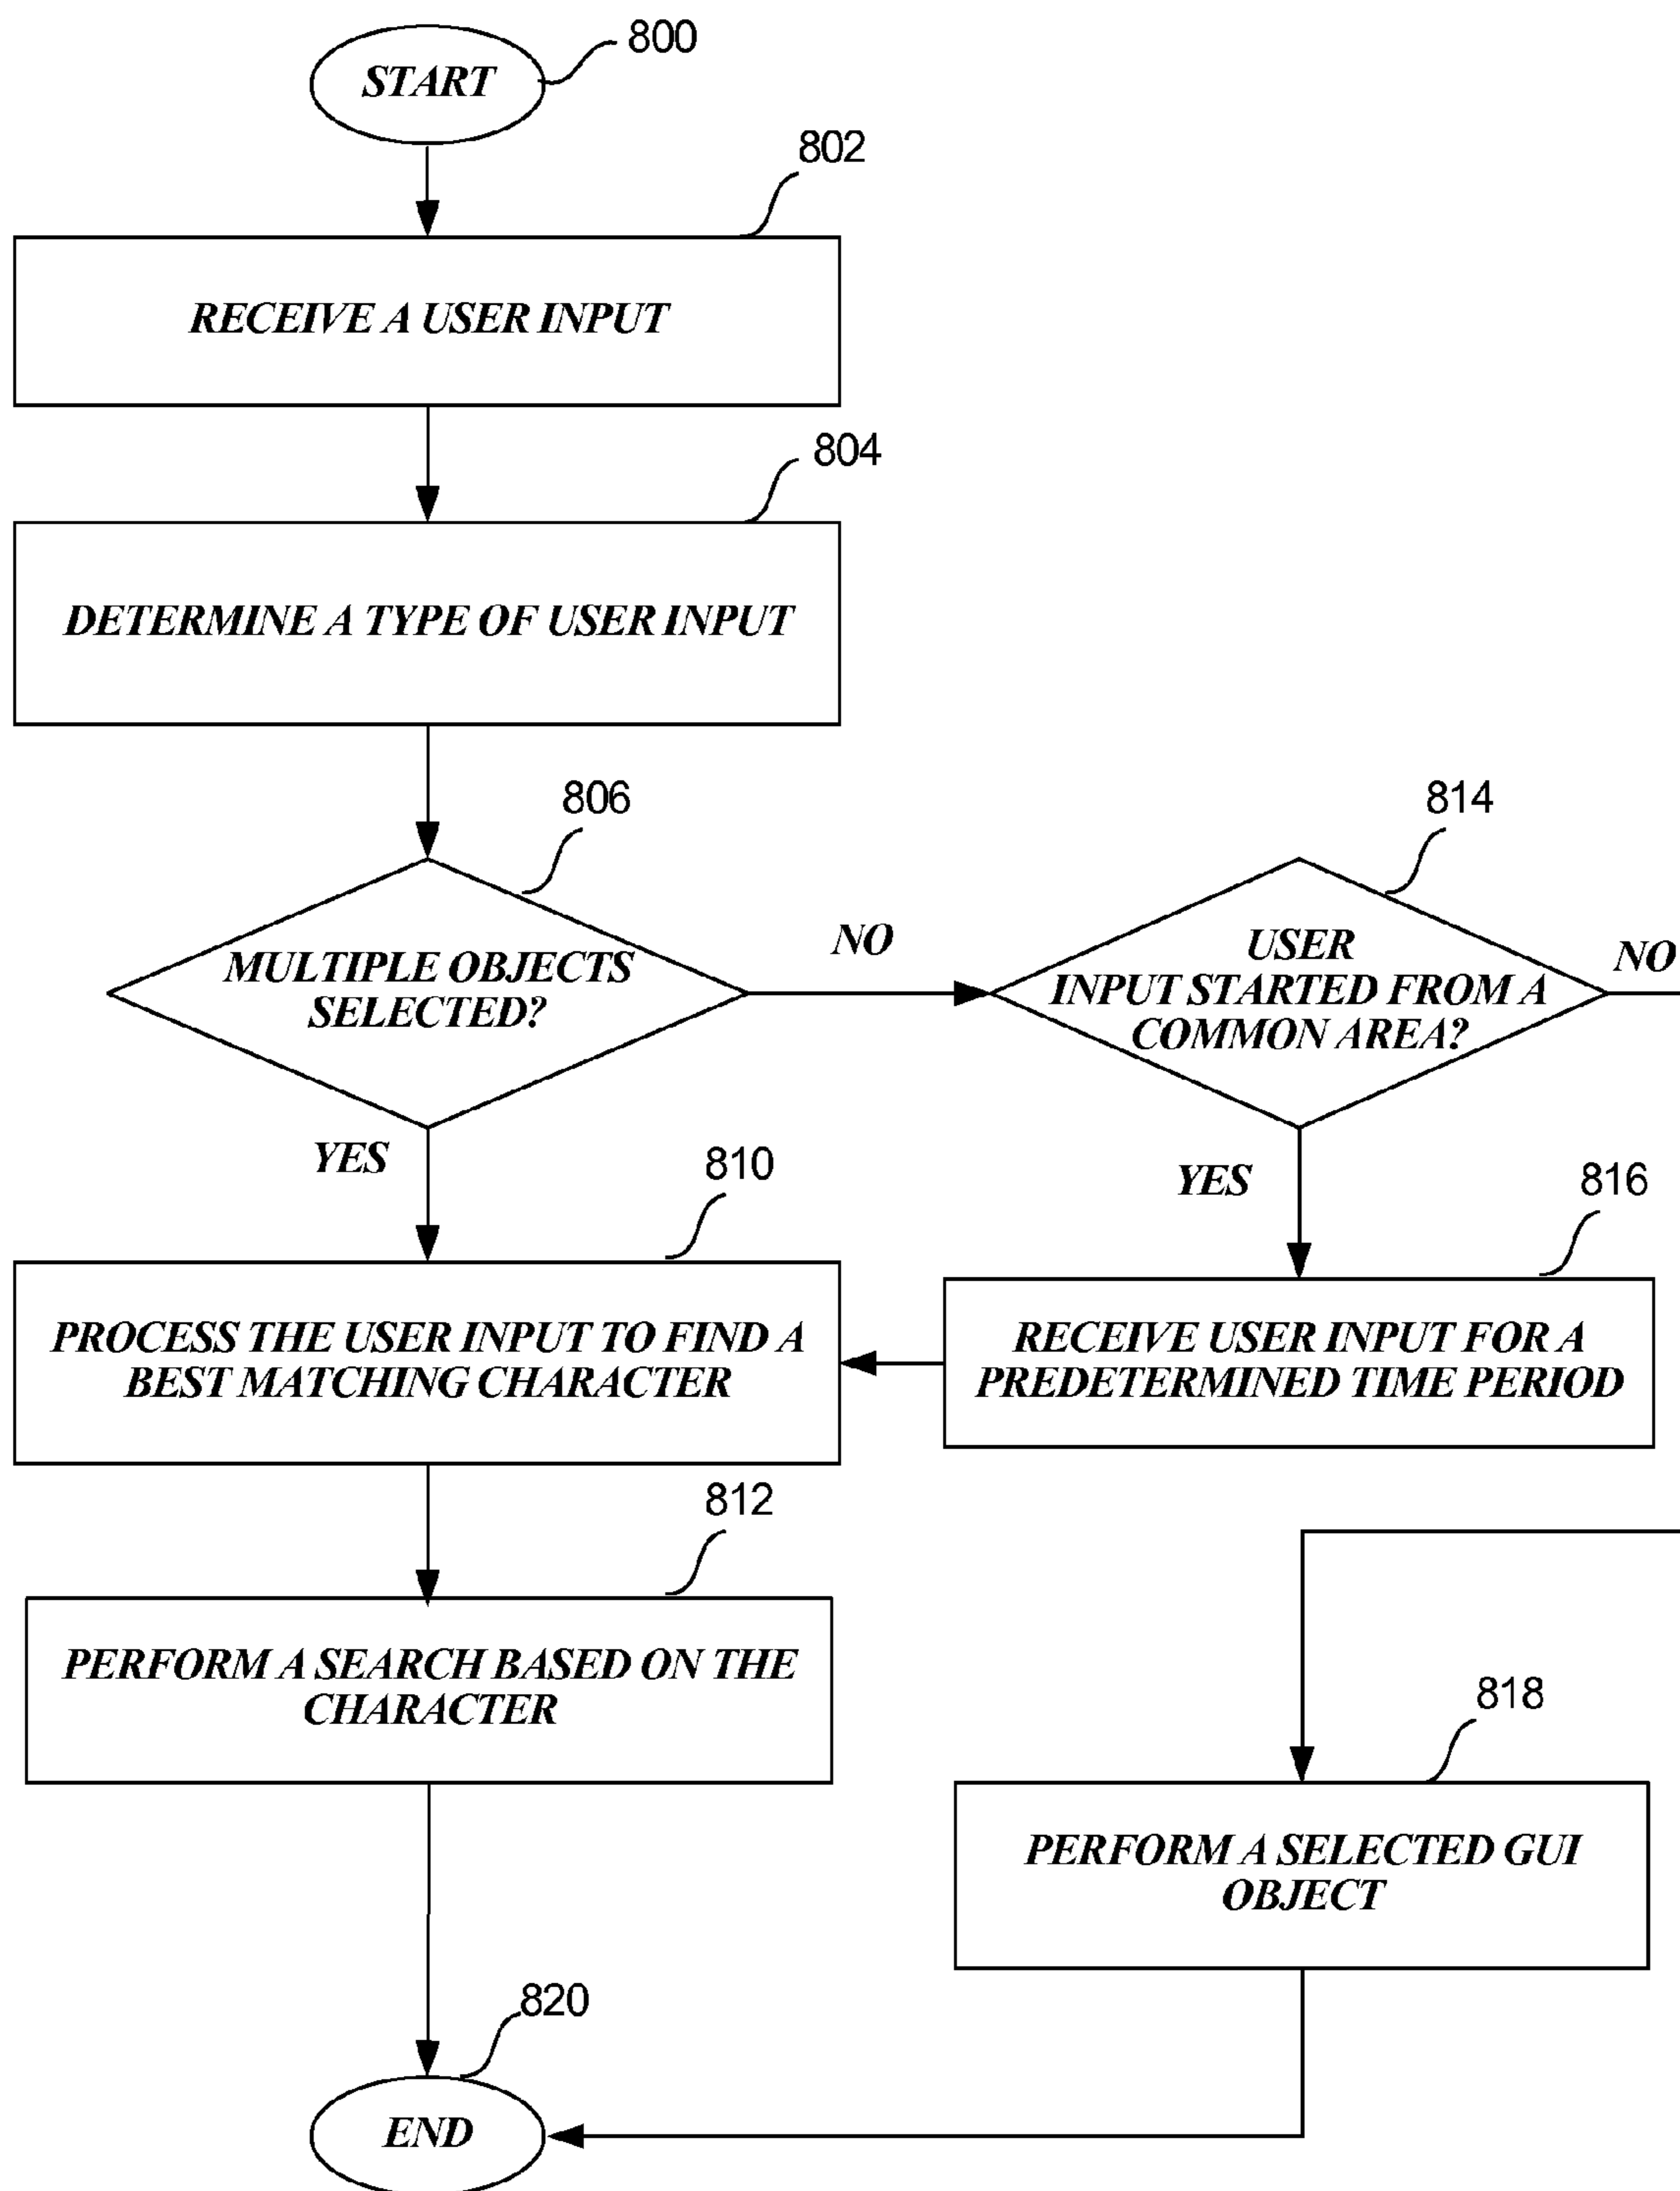 START
800
802
RECEIVE A USER INPUT
804
DETERMINE A TYPE OF USER INPUT
806
MULTIPLE OBJECTS
SELECTED?
NO
814
USER
INPUT STARTED FROM A
COMMON AREA?
NO
YES
810
YES
816
PROCESS THE USER INPUT TO FIND A
BEST MATCHING CHARACTER
RECEIVE USER INPUT FOR A
PREDETERMINED TIME PERIOD
812
PERFORM A SEARCH BASED ON THE
CHARACTER
818
PERFORM A SELECTED GUI
OBJECT
820
END